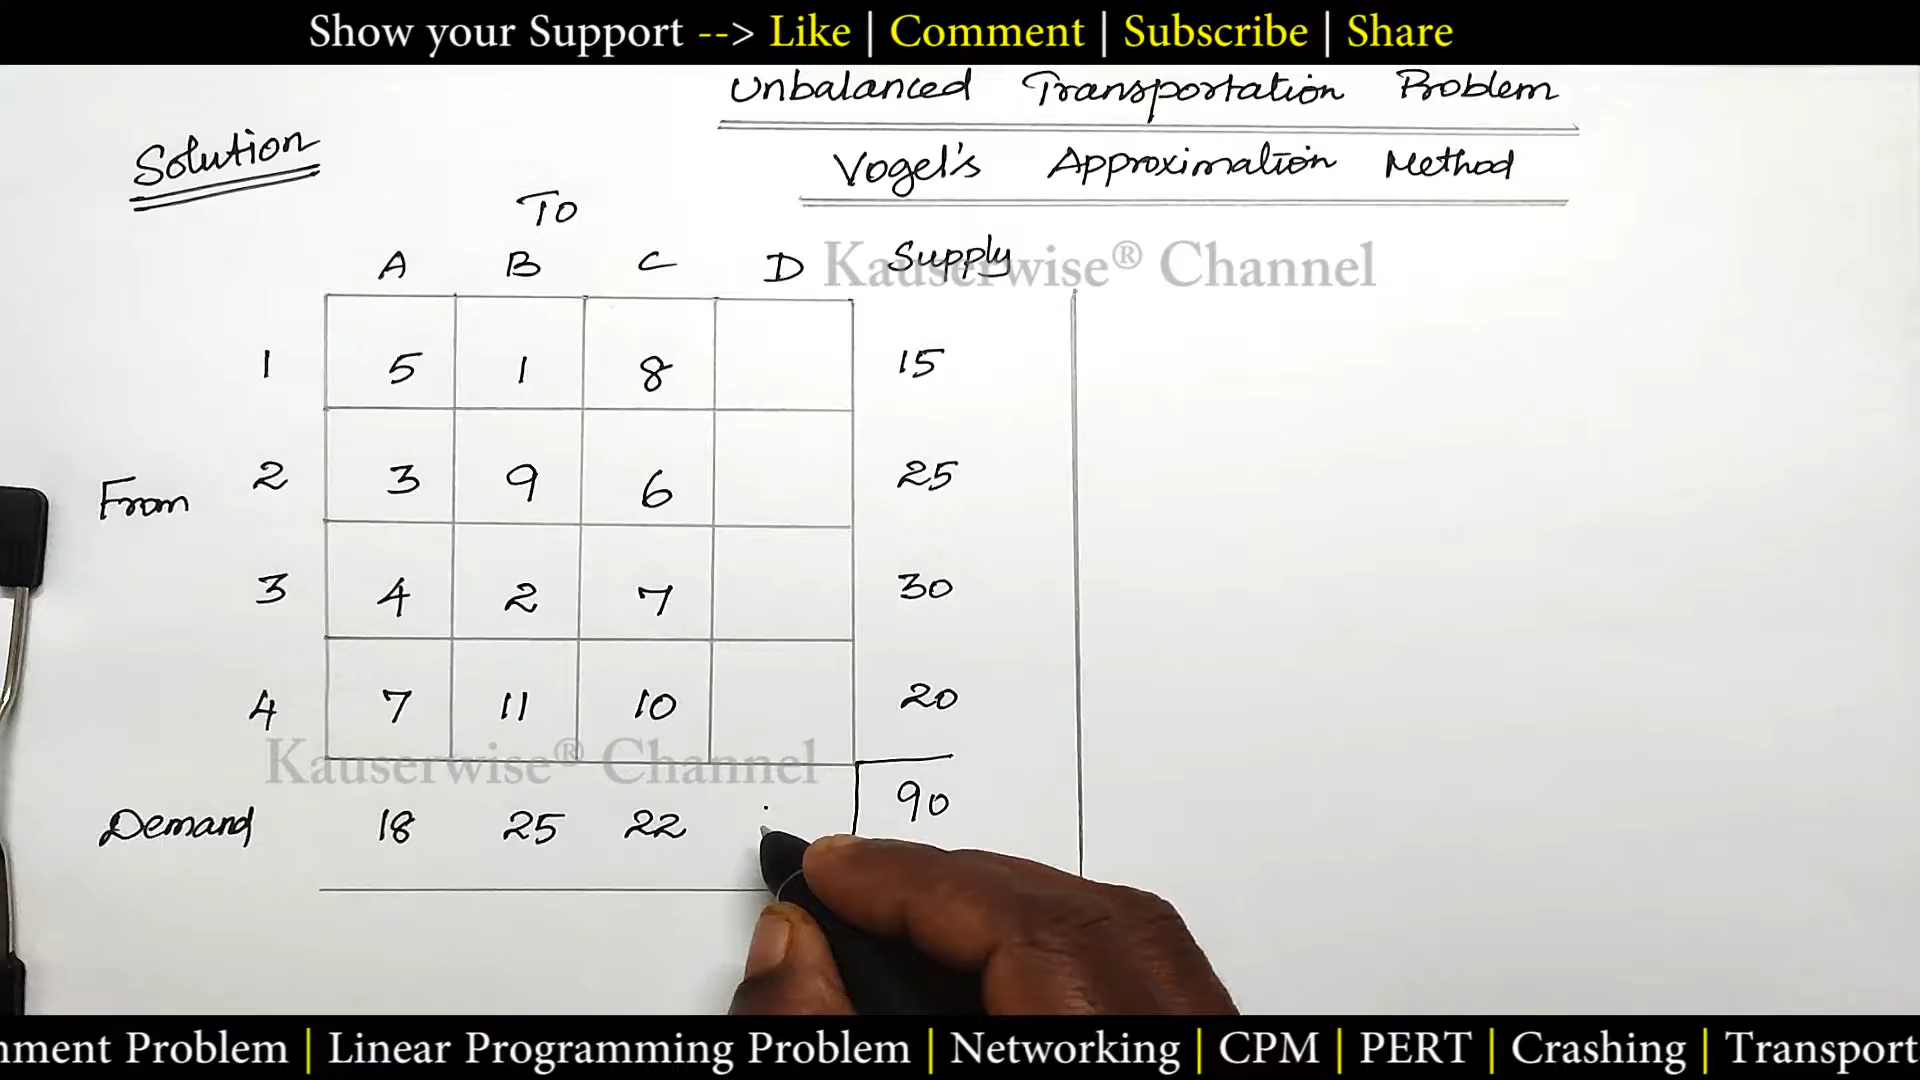 Show your Support --> Like | Comment | Subscribe | Share
Unbalanced Transportation Problem
Solution
Vogel's Approximation Method
To
A B C D Supply
Kauserwise® Channel
1 5 1 8 15
2 3 9 6 25
From
3 4 2 7 30
4 7 11 10 20
Kauserwise® Channel
90
Demand 18 25 22
nment Problem | Linear Programming Problem | Networking | CPM | PERT | Crashing | Transport